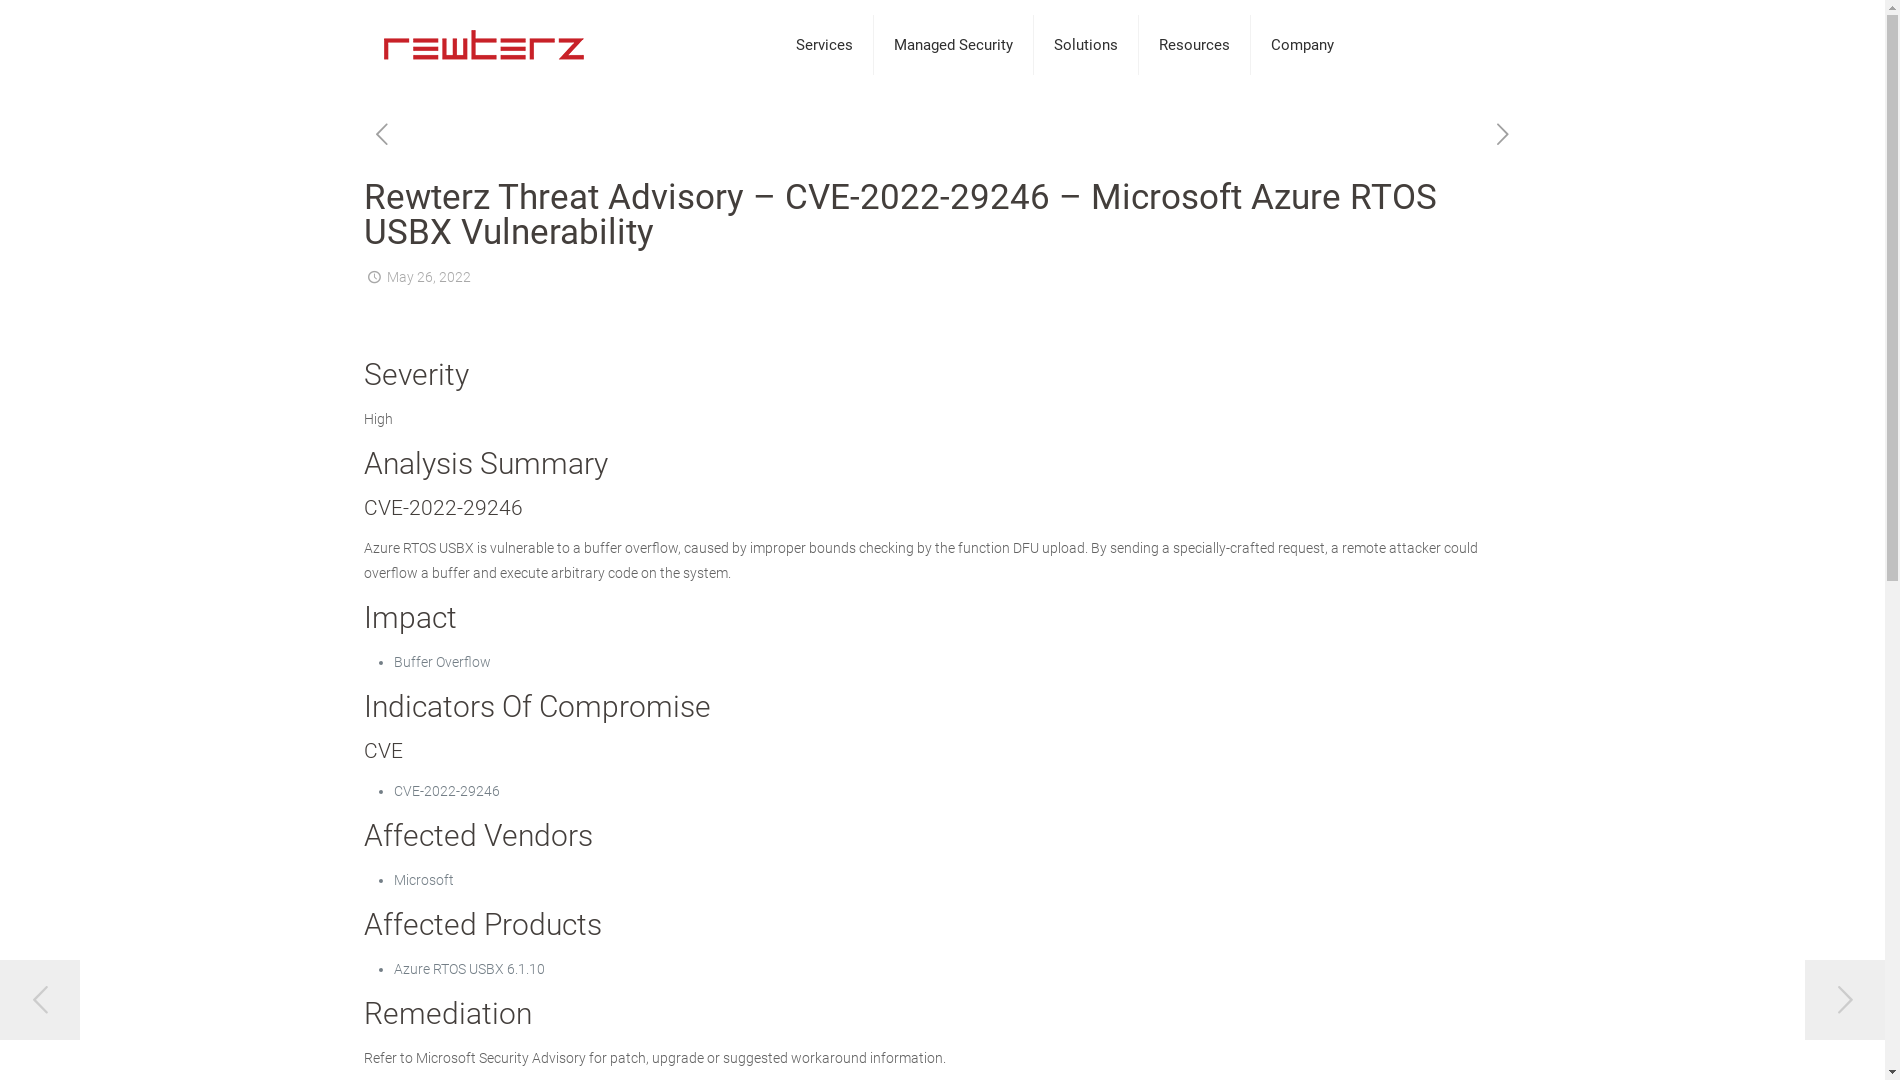 rewterz
Services
Managed Security
Solutions
Resources
Company
Rewterz Threat Advisory – CVE-2022-29246 – Microsoft Azure RTOS
USBX Vulnerability
May 26, 2022
Severity
High
Analysis Summary
CVE-2022-29246
Azure RTOS USBX is vulnerable to a buffer overflow, caused by improper bounds checking by the function DFU upload. By sending a specially-crafted request, a remote attacker could
overflow a buffer and execute arbitrary code on the system.
Impact
Buffer Overflow
Indicators Of Compromise
CVE
CVE-2022-29246
Affected Vendors
Microsoft
Affected Products
Azure RTOS USBX 6.1.10
Remediation
Refer to Microsoft Security Advisory for patch, upgrade or suggested workaround information.